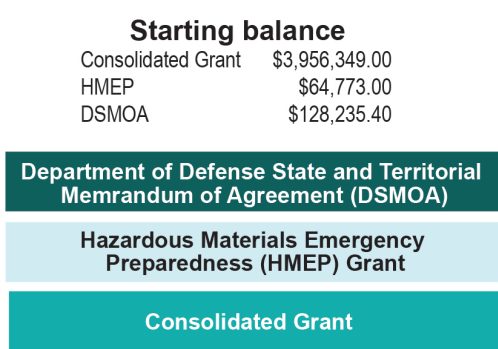 Starting balance
Consolidated Grant $3,956,349.00
HMEP $64,773.00
DSMOA $128,235.40
Department of Defense State and Territorial
Memrandum of Agreement (DSMOA)
Hazardous Materials Emergency
Preparedness (HMEP) Grant
Consolidated Grant